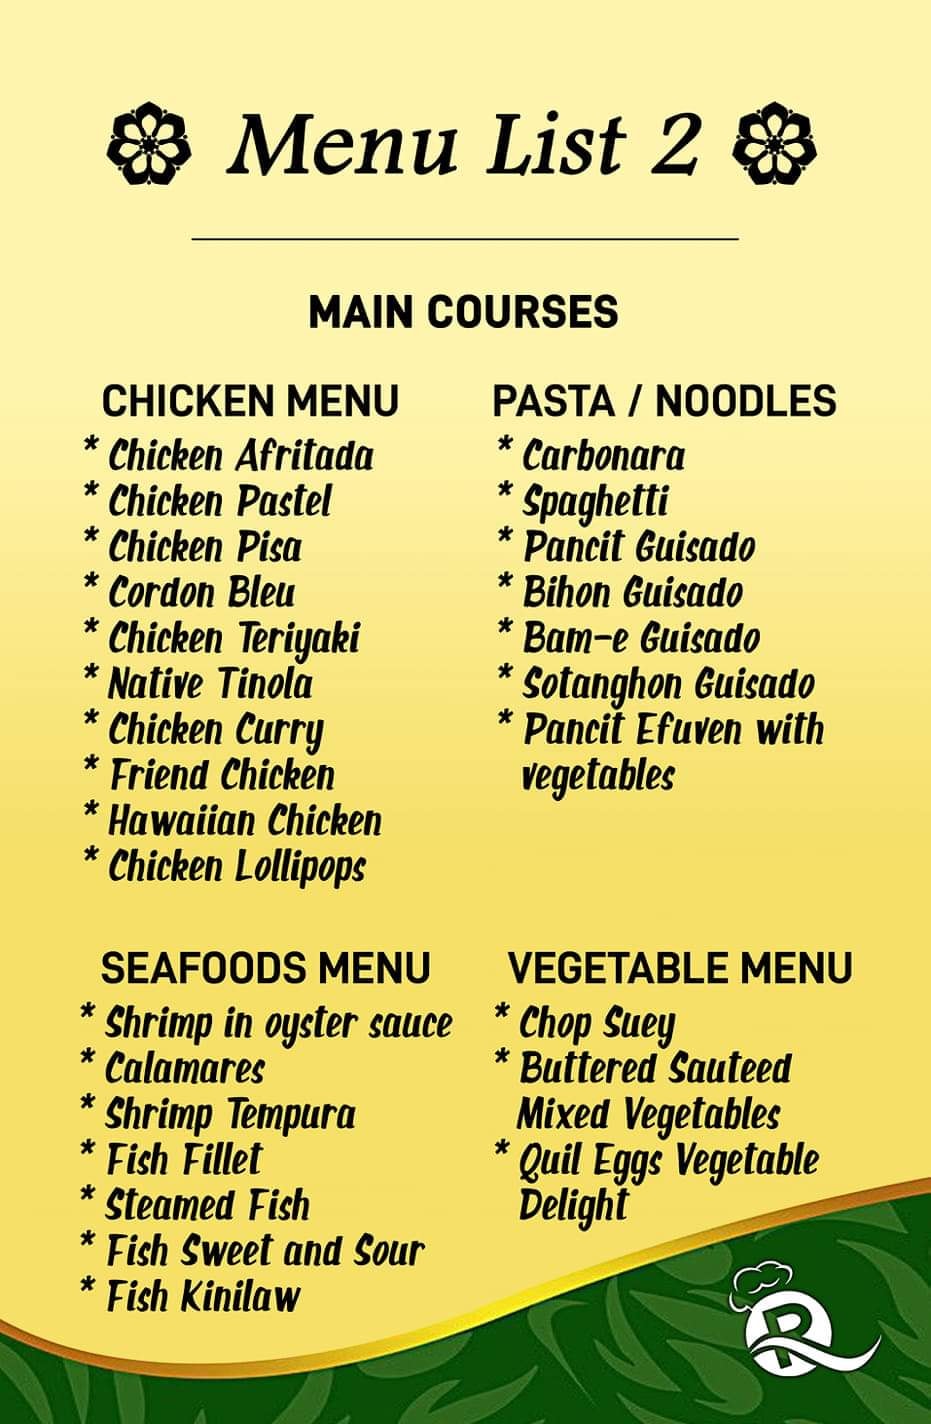 Menu List 2
MAIN COURSES
CHICKEN MENU
* Chicken Afritada
* Chicken Pastel
* Chicken Pisa
* Cordon Bleu
* Chicken Teriyaki
* Native Tinola
* Chicken Curry
* Friend Chicken
* Hawaiian Chicken
* Chicken Lollipops
PASTA / NOODLES
* Carbonara
* Spaghetti
* Pancit Guisado
* Bihon Guisado
* Bam-e Guisado
* Sotanghon Guisado
* Pancit Efuven with
vegetables
SEAFOODS MENU
* Shrimp in oyster sauce
* Calamares
* Shrimp Tempura
* Fish Fillet
* Steamed Fish
* Fish Sweet and Sour
* Fish Kinilaw
VEGETABLE MENU
* Chop Suey
* Buttered Sauteed
Mixed Vegetables
* Quil Eggs Vegetable
Delight
R